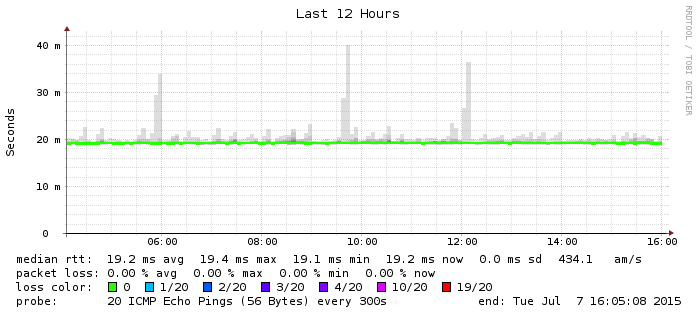 Last 12 Hours
RRDTOOL / TOBI OETIKER
Seconds
40 m
30 m
20 m
10 m
0
06:00 08:00 10:00 12:00 14:00 16:00
median rtt: 19.2 ms avg 19.4 ms max 19.1 ms min 19.2 ms now 0.0 ms sd 434.1 am/s
packet loss: 0.00 % avg 0.00 % max 0.00 % min 0.00 % now
loss color: 0 1/20 2/20 3/20 4/20 10/20 19/20
probe: 20 ICMP Echo Pings (56 Bytes) every 300s end: Tue Jul 7 16:05:08 2015